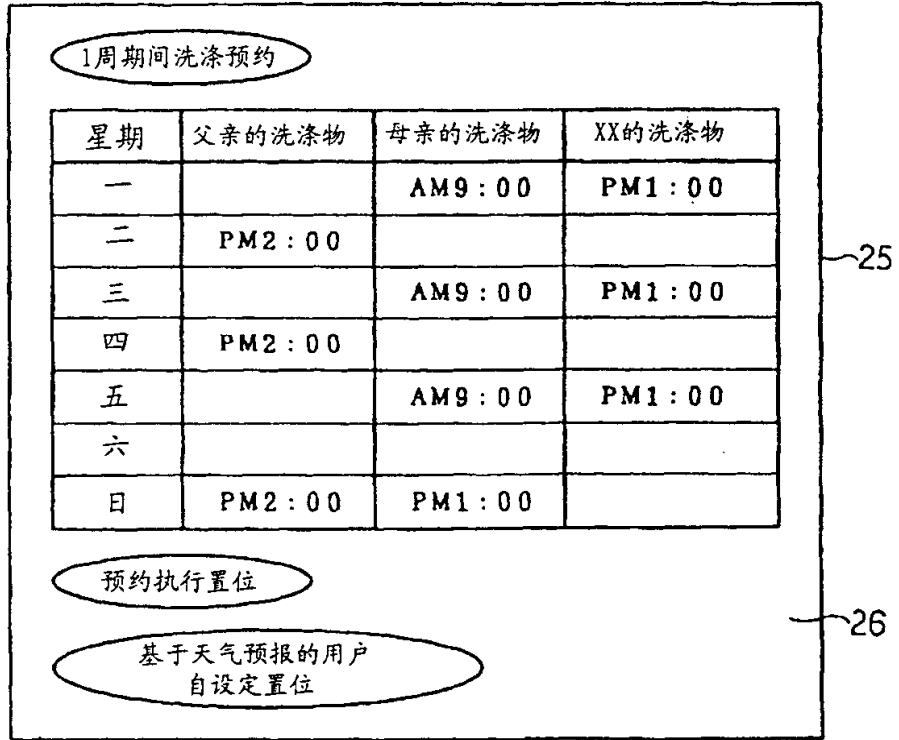 1周期间洗涤预约
星期 父亲的洗涤物 母亲的洗涤物 XX的洗涤物
一 AM9:00 PM1:00
二 PM2:00
三 AM9:00 PM1:00
四 PM2:00
五 AM9:00 PM1:00
六
日 PM2:00 PM1:00
25
预约执行置位
26
基于天气预报的用户
自设定置位